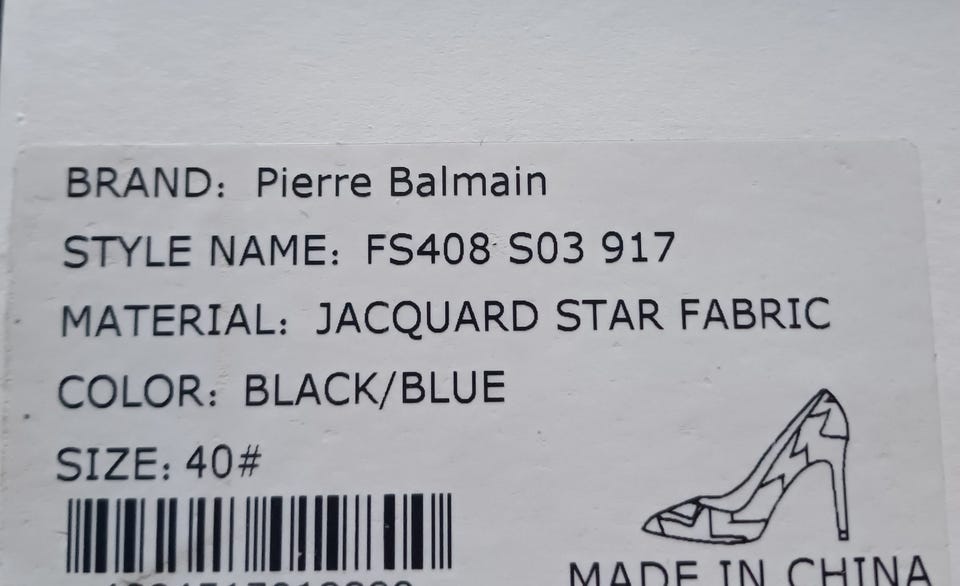 BRAND: Pierre Balmain
STYLE NAME: FS408 S03 917
MATERIAL: JACQUARD STAR FABRIC
COLOR: BLACK/BLUE
SIZE: 40#
MADE IN CHINA